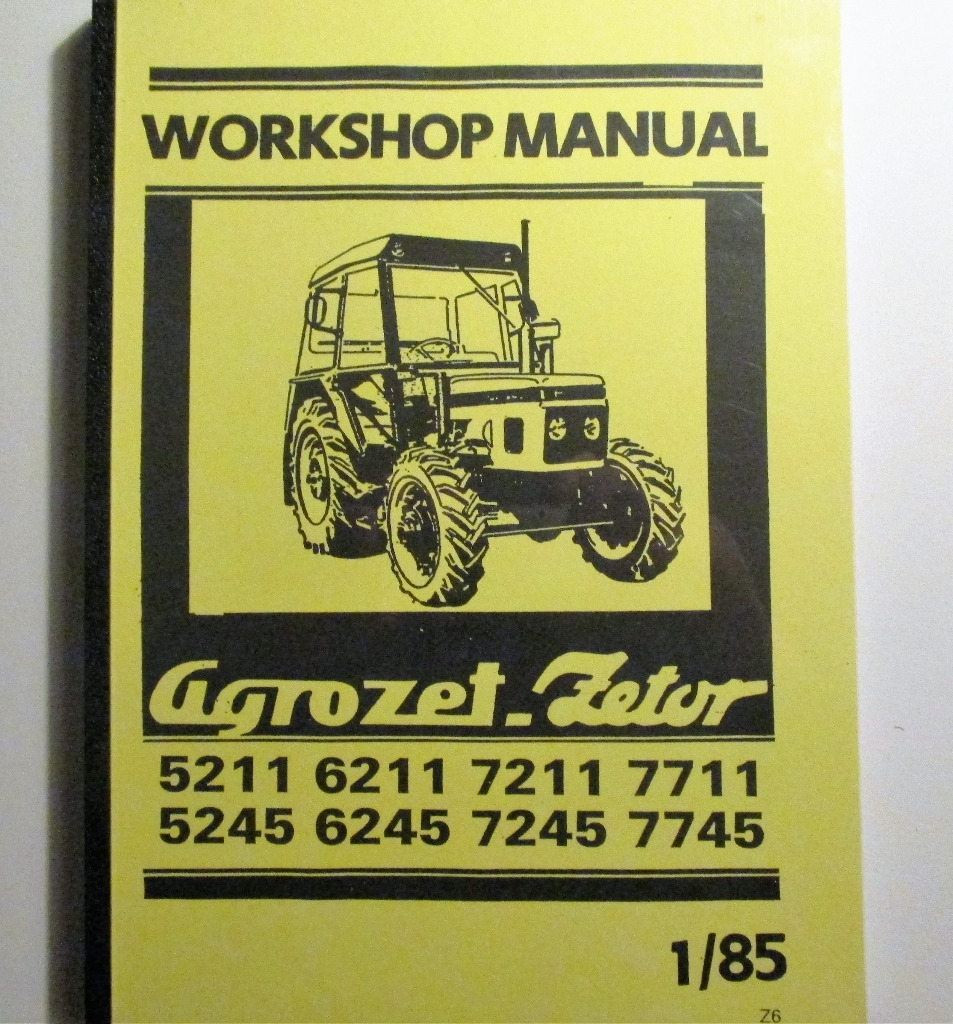 WORKSHOP MANUAL
Agrozet-Zetor
5211 6211 7211 7711
5245 6245 7245 7745
1/85
Z6